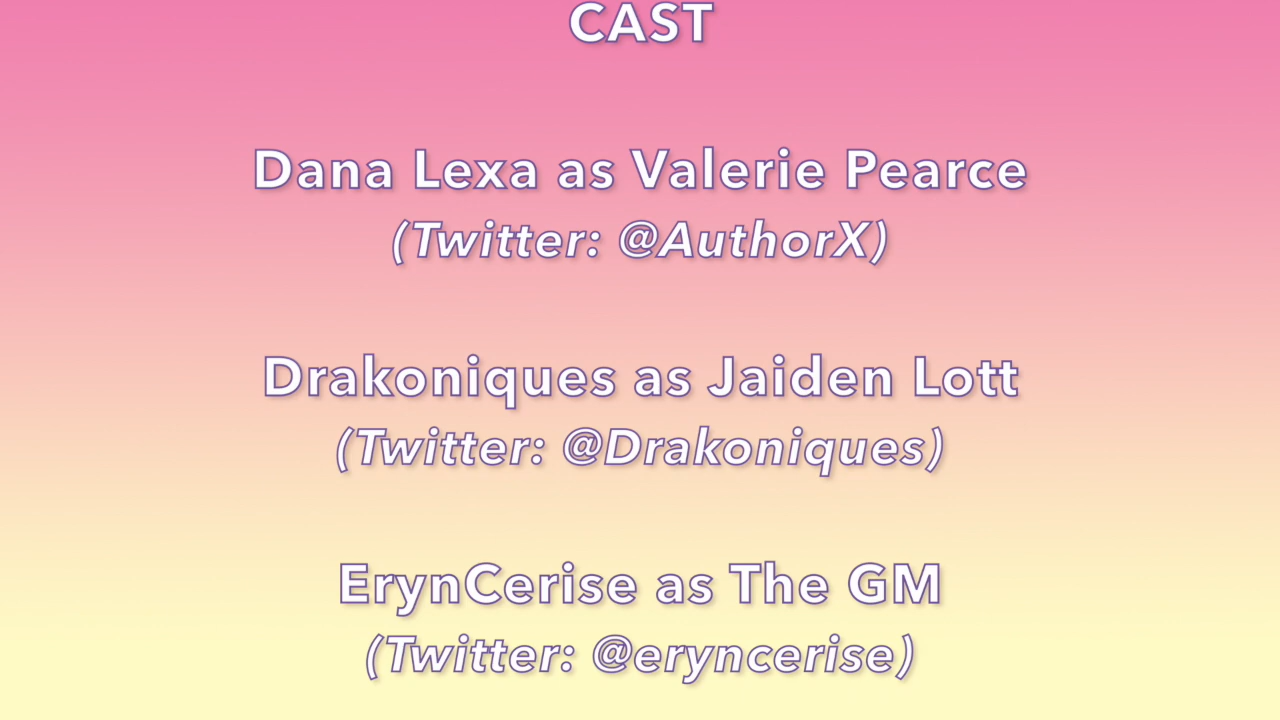 CAST
Dana Lexa as Valerie Pearce
(Twitter: @AuthorX)
Drakoniques as Jaiden Lott
(Twitter: @Drakoniques)
ErynCerise as The GM
(Twitter: @eryncerise)